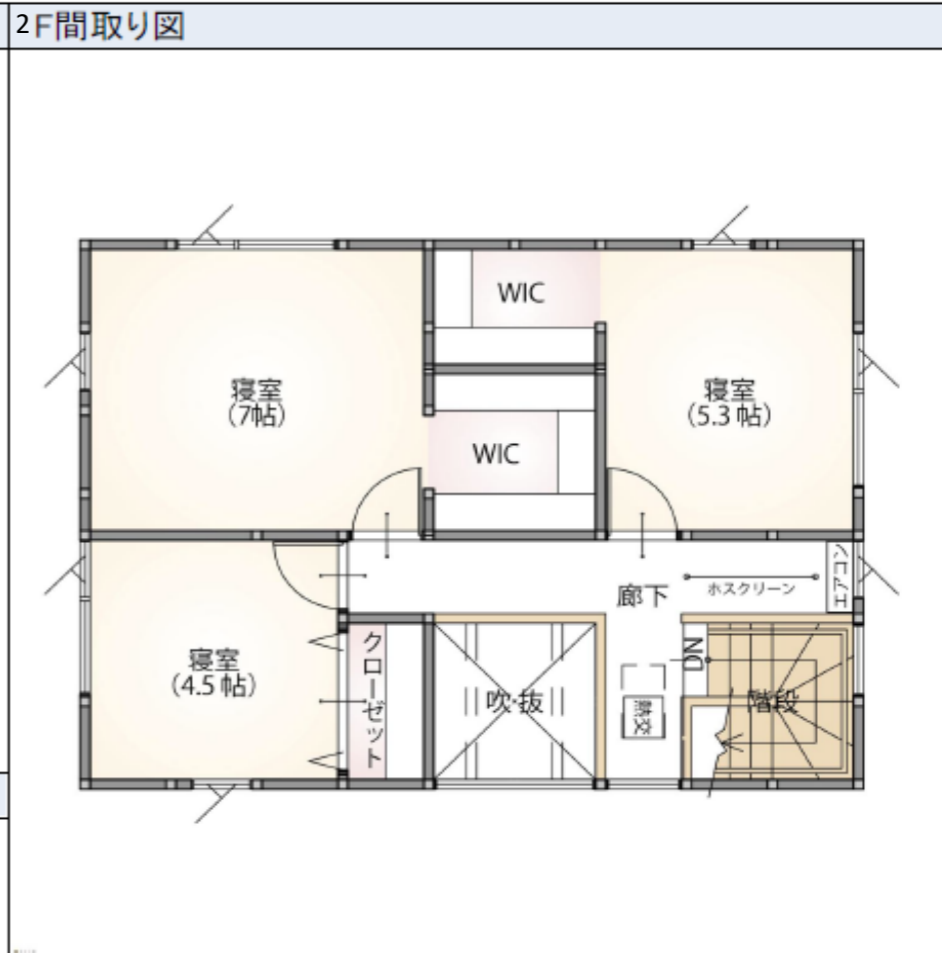 2F間取り図
WIC
寝室
(7帖)
寝室
(5.3 帖)
WIC
エアコン
ホスクリーン
廊下
クローゼット
DN
寝室
(4.5 帖)
吹・抜
熱交
階段